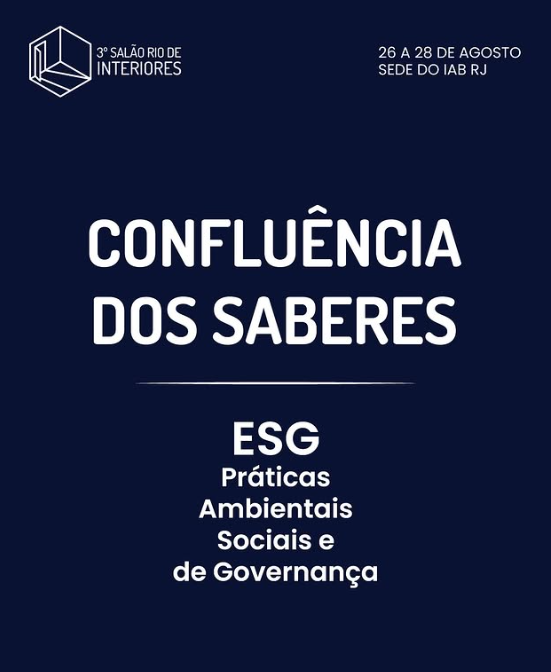 3º SALÃO RIO DE
INTERIORES
26 A 28 DE AGOSTO
SEDE DO IAB RJ
CONFLUÊNCIA
DOS SABERES
ESG
Práticas
Ambientais
Sociais e
de Governança